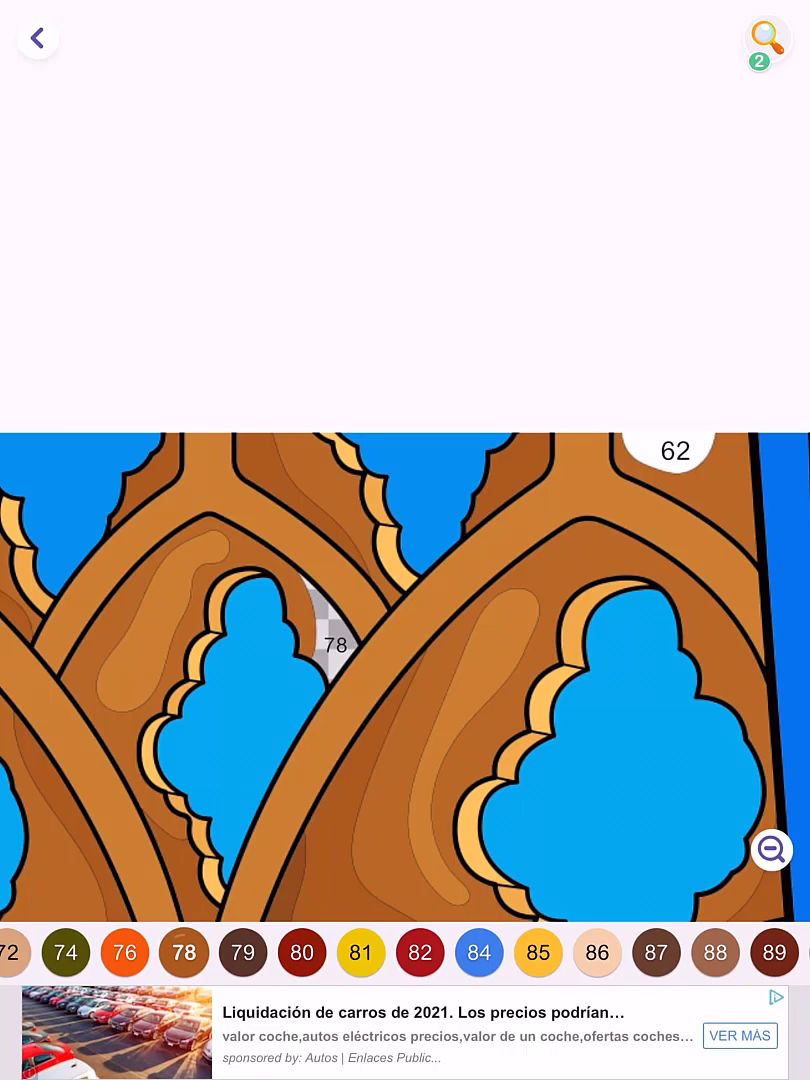 2
62
78
72 74 76 78 79 80 81 82 84 85 86 87 88 89
Liquidación de carros de 2021. Los precios podrían…
valor coche,autos eléctricos precios,valor de un coche,ofertas coches…
VER MÁS
sponsored by: Autos | Enlaces Public...